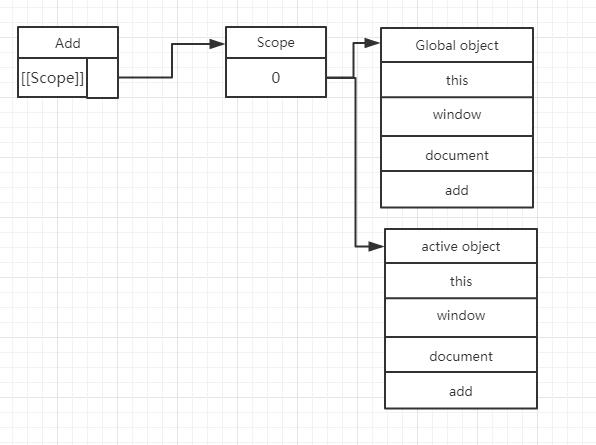 Add
[[Scope]]
Scope
0
Global object
this
window
document
add
active object
this
window
document
add